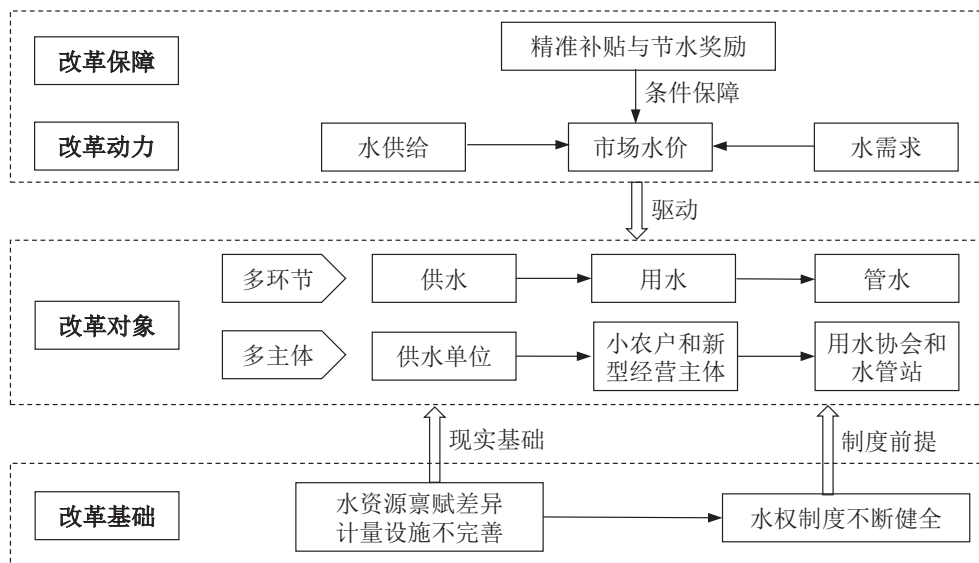 改革保障
精准补贴与节水奖励
条件保障
改革动力
水供给
市场水价
水需求
驱动
改革对象
多环节
供水
用水
管水
多主体
供水单位
小农户和新
型经营主体
用水协会和
水管站
现实基础
制度前提
改革基础
水资源禀赋差异
计量设施不完善
水权制度不断健全